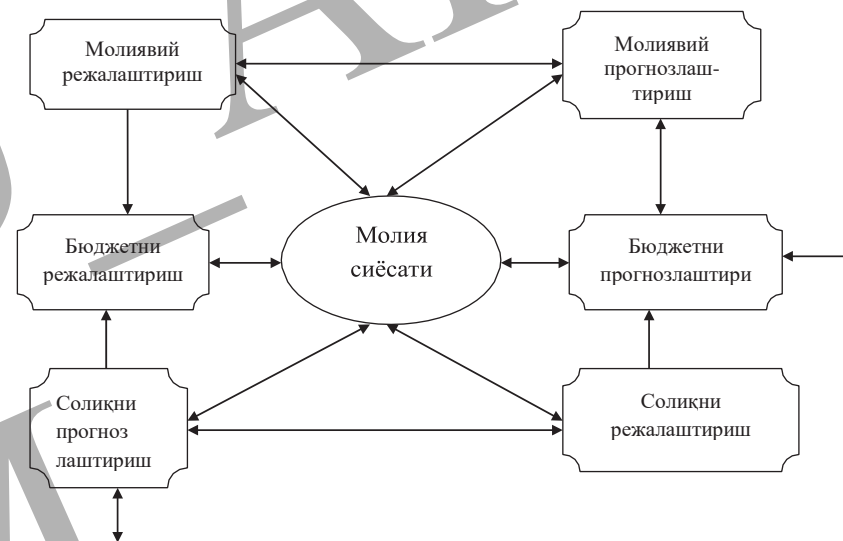 Молиявий
режалаштириш
Молиявий
прогнозлаш-
тириш
Бюджетни
режалаштириш
Молия
сиёсати
Бюджетни
прогнозлаштири
Солиқни
прогноз
лаштириш
Солиқни
режалаштириш